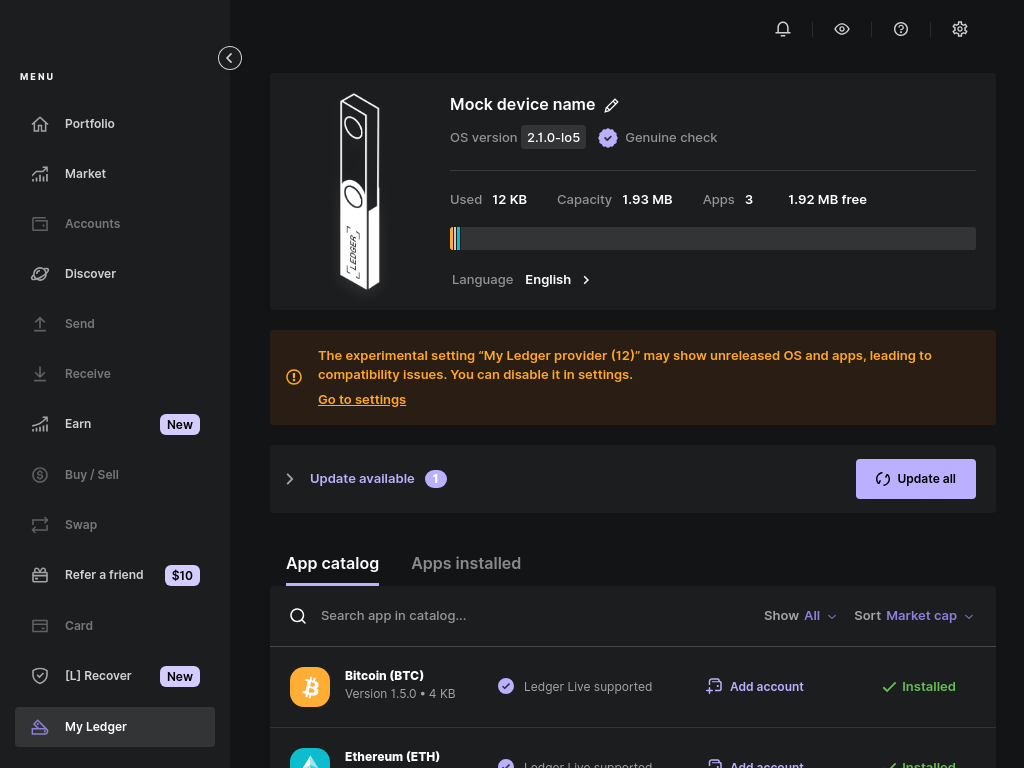 MENU
Portfolio
Market
Accounts
Discover
Send
Receive
Earn New
Buy / Sell
Swap
Refer a friend $10
Card
[L] Recover New
My Ledger
LEDGER
Mock device name
OS version 2.1.0-lo5 Genuine check
Used 12 KB Capacity 1.93 MB Apps 3 1.92 MB free
Language English
The experimental setting “My Ledger provider (12)” may show unreleased OS and apps, leading to
compatibility issues. You can disable it in settings.
Go to settings
Update available 1 Update all
App catalog Apps installed
Search app in catalog... Show All Sort Market cap
Bitcoin (BTC)
Version 1.5.0 • 4 KB Ledger Live supported Add account Installed
Ethereum (ETH)
Ledger Live supported Add account Installed